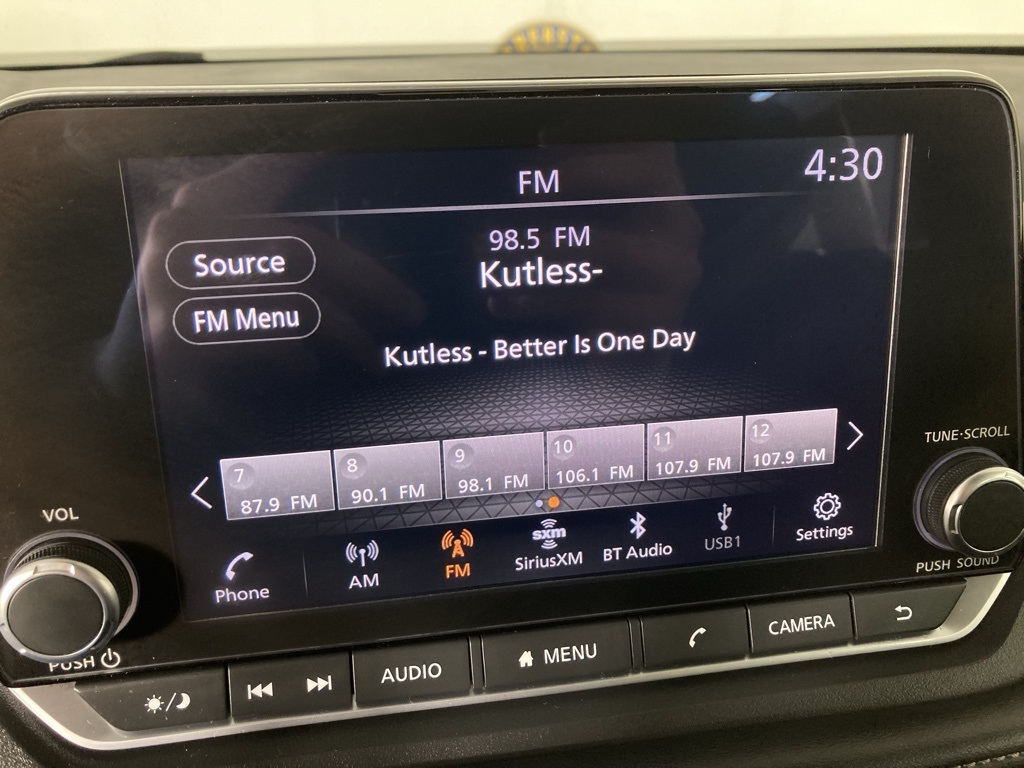 FM
4:30
98.5 FM
Kutless-
Source
FM Menu
Kutless - Better Is One Day
7
87.9 FM
8
90.1 FM
9
98.1 FM
10
106.1 FM
11
107.9 FM
12
107.9 FM
TUNE·SCROLL
VOL
Phone
AM
FM
sxm
SiriusXM
BT Audio
USB1
Settings
PUSH SOUND
PUSH
AUDIO
MENU
CAMERA